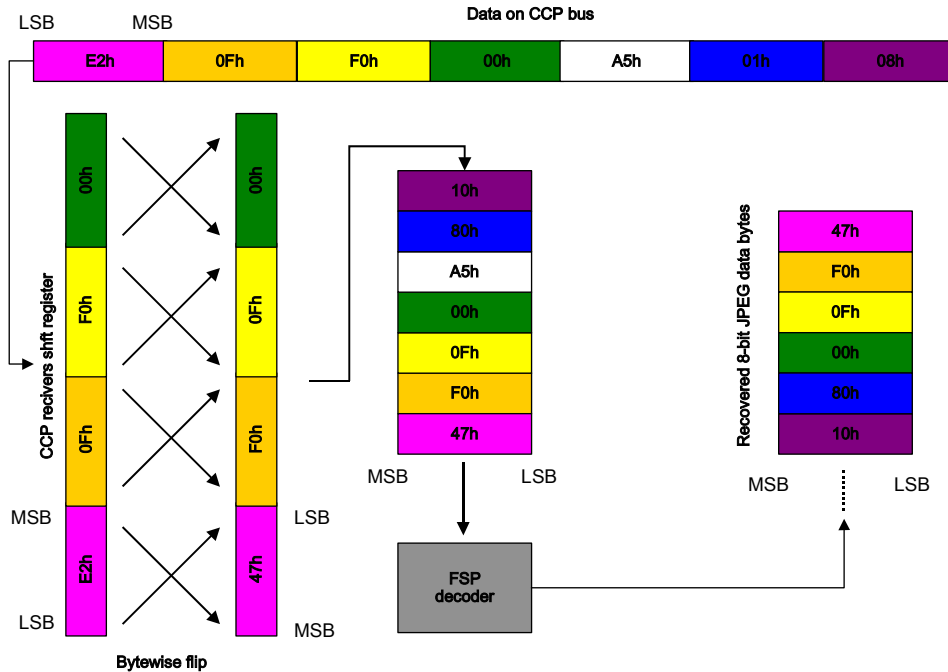 Data on CCP bus
LSB MSB
E2h 0Fh F0h 00h A5h 01h 08h
CCP recivers shft register
00h
F0h
0Fh
E2h
MSB
LSB
00h
0Fh
F0h
47h
LSB
MSB
Bytewise flip
10h
80h
A5h
00h
0Fh
F0h
47h
MSB LSB
FSP
decoder
Recovered 8-bit JPEG data bytes
47h
F0h
0Fh
00h
80h
10h
MSB LSB